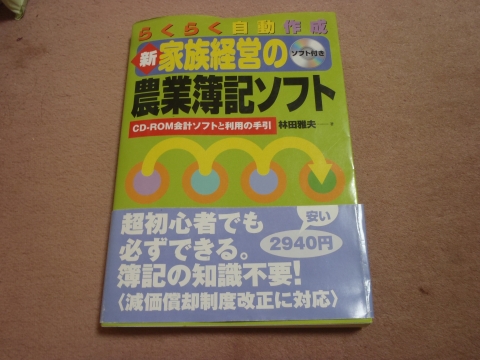 らくらく自動作成
新 家族経営の ソフト付き
農業簿記ソフト
CD-ROM会計ソフトと利用の手引 林田雅夫――著
超初心者でも 安い
必ずできる。 2940円
簿記の知識不要!
〈減価償却制度改正に対応〉